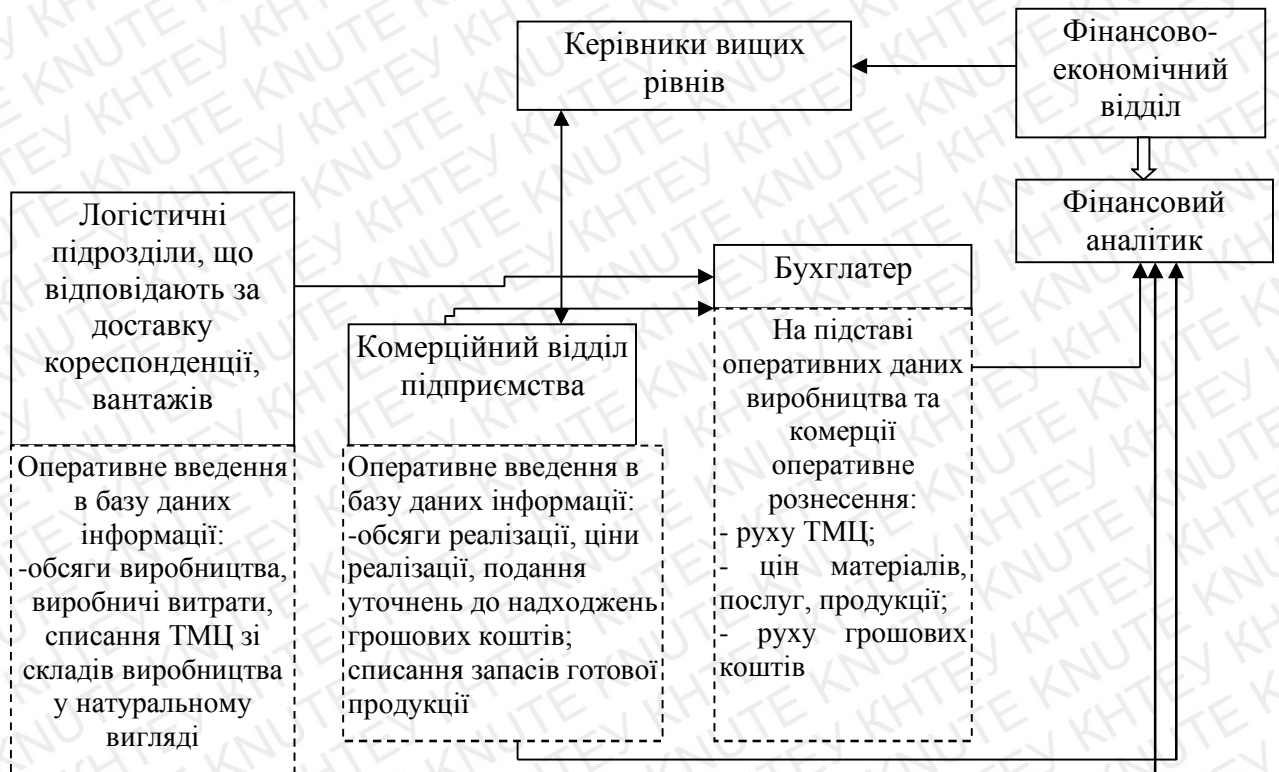 Керівники вищих
рівнів
Фінансово-
економічний
відділ
Фінансовий
аналітик
Логістичні
підрозділи, що
відповідають за
доставку
кореспонденції,
вантажів
Оперативне введення
в базу даних
інформації:
-обсяги виробництва,
виробничі витрати,
списання ТМЦ зі
складів виробництва
у натуральному
вигляді
Комерційний відділ
підприємства
Оперативне введення в
базу даних інформації:
-обсяги реалізації, ціни
реалізації, подання
уточнень до надходжень
грошових коштів;
списання запасів готової
продукції
Бухглатер
На підставі
оперативних даних
виробництва та
комерції
оперативне
рознесення:
- руху ТМЦ;
- цін матеріалів,
послуг, продукції;
- руху грошових
коштів